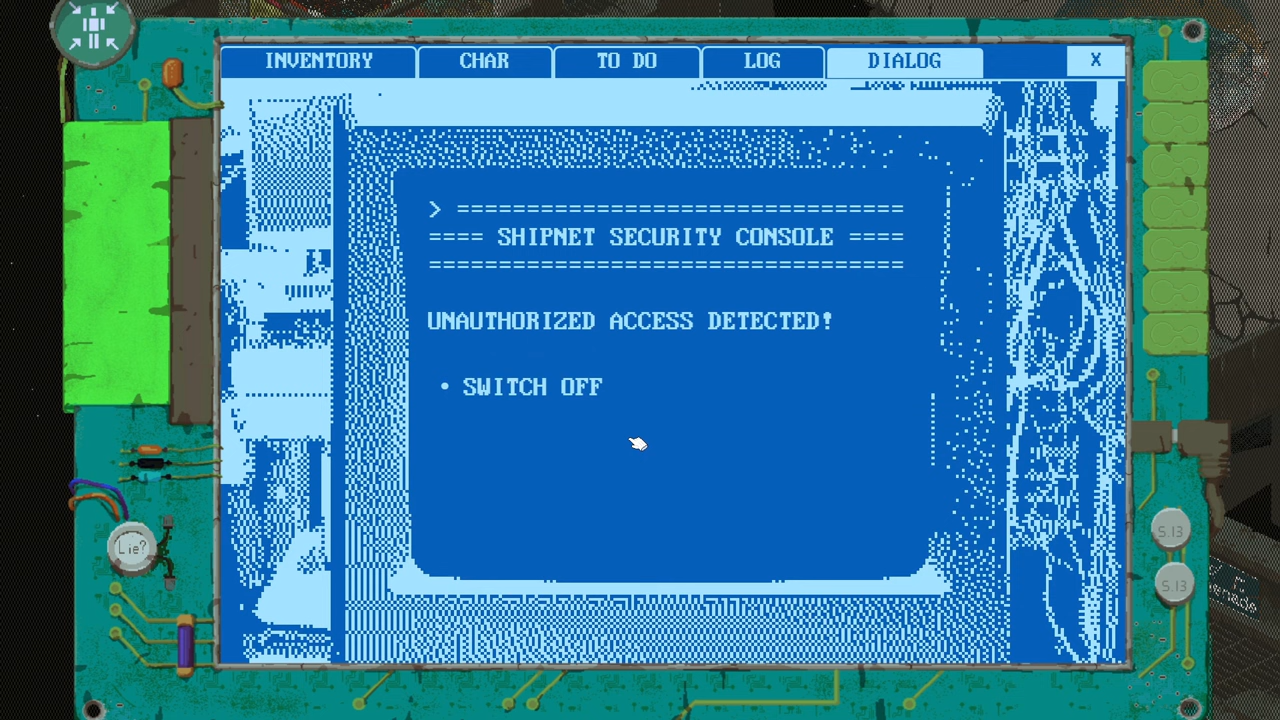 INVENTORY
CHAR
TO DO
LOG
DIALOG
X
> ================================
==== SHIPNET SECURITY CONSOLE ====
==================================
UNAUTHORIZED ACCESS DETECTED!
• SWITCH OFF
Lie?
S.13
S.13